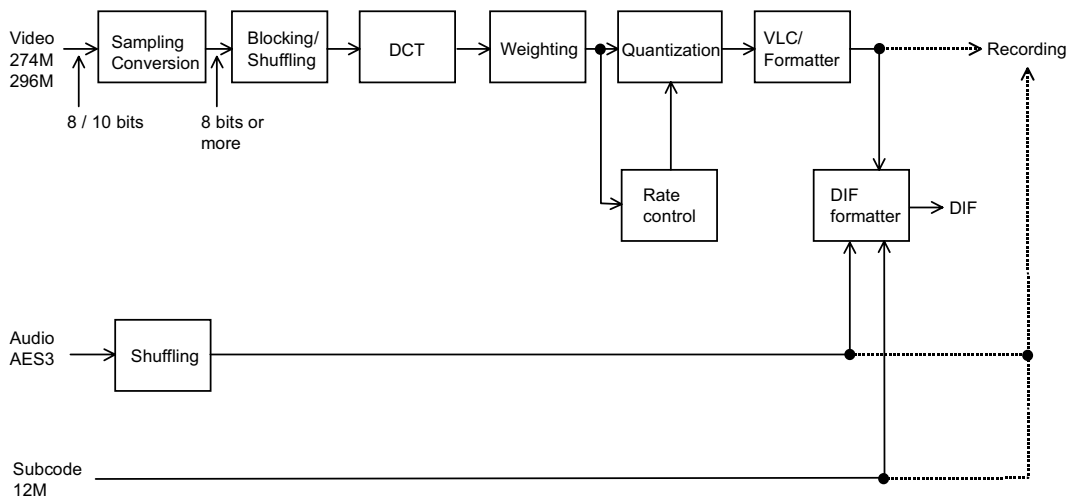 Video
274M
296M
8 / 10 bits
Sampling
Conversion
8 bits or
more
Blocking/
Shuffling
DCT
Weighting
Quantization
VLC/
Formatter
Recording
Rate
control
DIF
formatter
DIF
Audio
AES3
Shuffling
Subcode
12M